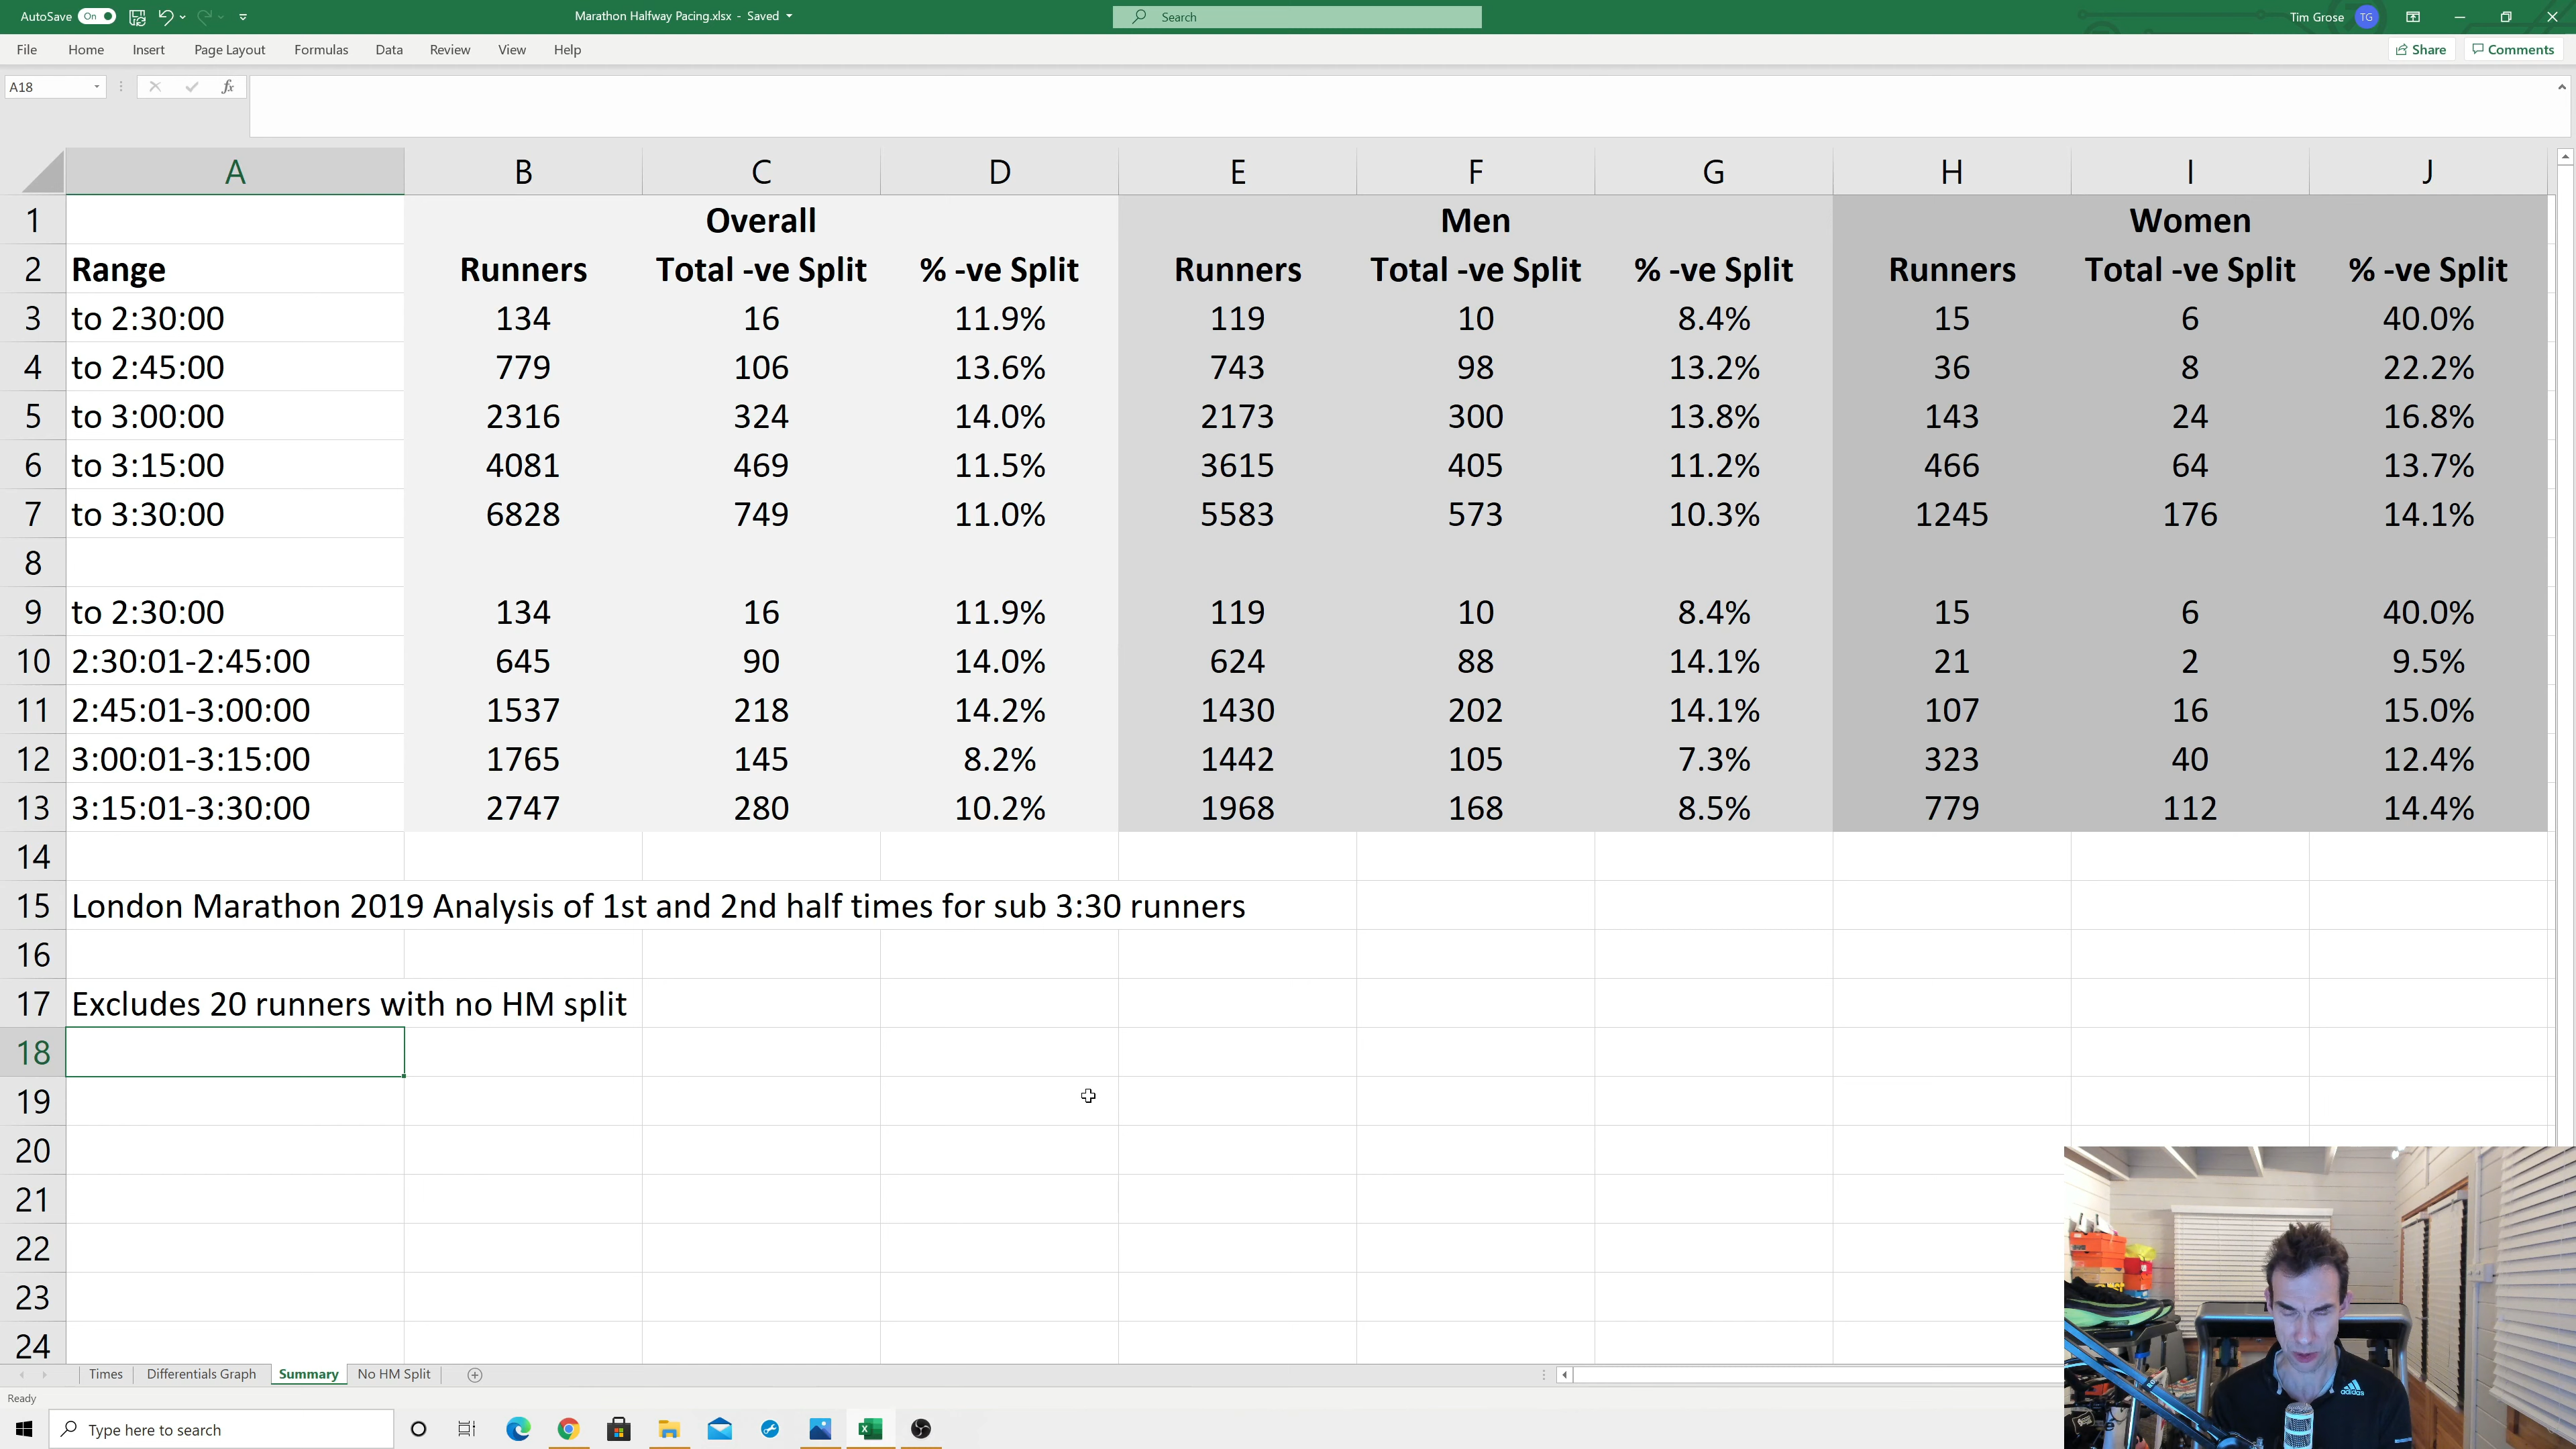 AutoSave On Marathon Halfway Pacing.xlsx - Saved Search Tim Grose TG
File Home Insert Page Layout Formulas Data Review View Help Share Comments
A18 fx
A B C D E F G H I J
1 Overall Men Women
2 Range Runners Total -ve Split % -ve Split Runners Total -ve Split % -ve Split Runners Total -ve Split % -ve Split
3 to 2:30:00 134 16 11.9% 119 10 8.4% 15 6 40.0%
4 to 2:45:00 779 106 13.6% 743 98 13.2% 36 8 22.2%
5 to 3:00:00 2316 324 14.0% 2173 300 13.8% 143 24 16.8%
6 to 3:15:00 4081 469 11.5% 3615 405 11.2% 466 64 13.7%
7 to 3:30:00 6828 749 11.0% 5583 573 10.3% 1245 176 14.1%
8
9 to 2:30:00 134 16 11.9% 119 10 8.4% 15 6 40.0%
10 2:30:01-2:45:00 645 90 14.0% 624 88 14.1% 21 2 9.5%
11 2:45:01-3:00:00 1537 218 14.2% 1430 202 14.1% 107 16 15.0%
12 3:00:01-3:15:00 1765 145 8.2% 1442 105 7.3% 323 40 12.4%
13 3:15:01-3:30:00 2747 280 10.2% 1968 168 8.5% 779 112 14.4%
14
15 London Marathon 2019 Analysis of 1st and 2nd half times for sub 3:30 runners
16
17 Excludes 20 runners with no HM split
18
19
20
21
22
23
24
Times Differentials Graph Summary No HM Split
Ready
Type here to search
adidas